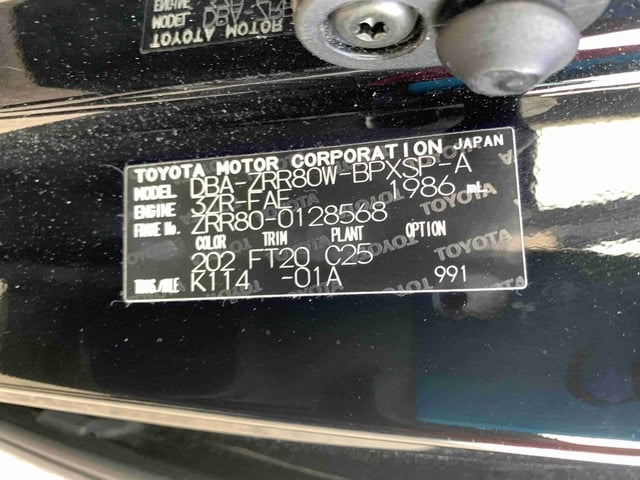 TOYOTA MOTOR CORPORATION JAPAN
MODEL DBA-ZRR80W-BPXSP-A
ENGINE 3ZR-FAE 1986 mL
FRAME No. ZRR80-0128568
COLOR TRIM PLANT OPTION
202 FT20 C25
TRANS/AXLE K114 -01A 991